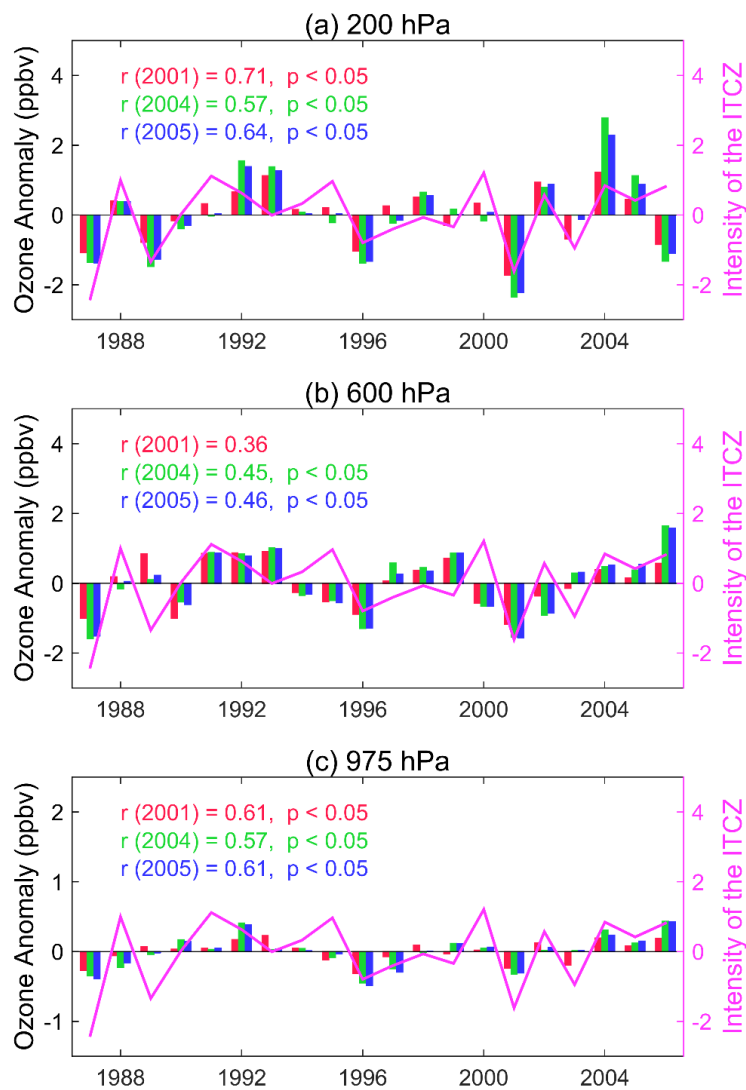 (a) 200 hPa
Ozone Anomaly (ppbv)
4
2
0
-2
r (2001) = 0.71, p < 0.05
r (2004) = 0.57, p < 0.05
r (2005) = 0.64, p < 0.05
4
2
0
-2
Intensity of the ITCZ
1988 1992 1996 2000 2004
(b) 600 hPa
Ozone Anomaly (ppbv)
4
2
0
-2
r (2001) = 0.36
r (2004) = 0.45, p < 0.05
r (2005) = 0.46, p < 0.05
4
2
0
-2
Intensity of the ITCZ
1988 1992 1996 2000 2004
(c) 975 hPa
Ozone Anomaly (ppbv)
2
1
0
-1
r (2001) = 0.61, p < 0.05
r (2004) = 0.57, p < 0.05
r (2005) = 0.61, p < 0.05
4
2
0
-2
Intensity of the ITCZ
1988 1992 1996 2000 2004